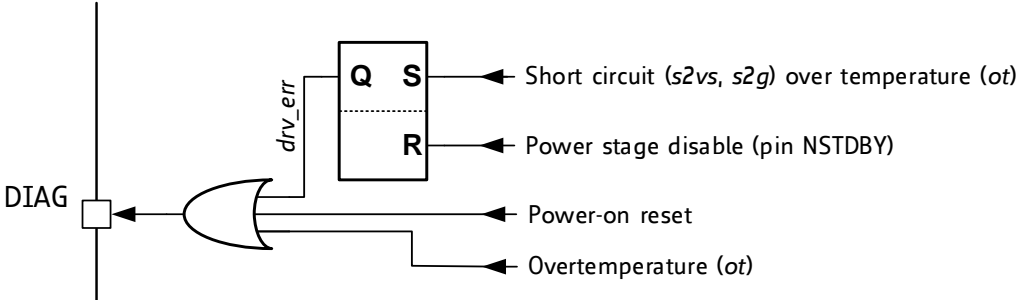 Q S
Short circuit (s2vs, s2g) over temperature (ot)
drv_err
R
Power stage disable (pin NSTDBY)
DIAG
Power-on reset
Overtemperature (ot)